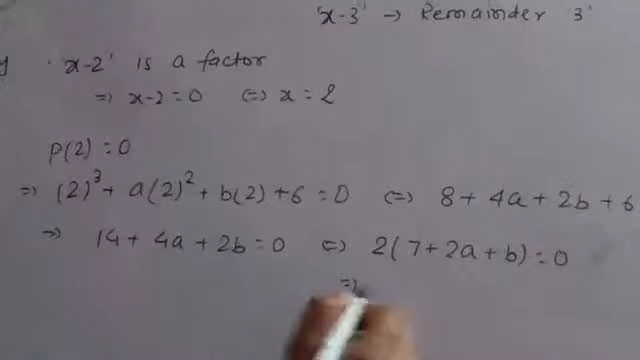 'x-3' → Remainder '3'
y 'x-2' is a factor
⇒ x-2=0 ⇔ x=2
P(2)=0
⇒ (2)³+ a(2)²+ b(2)+6=0 ⇔ 8+ 4a+2b+6
⇒ 14+4a+2b=0 ⇔ 2(7+2a+b)=0
⇒